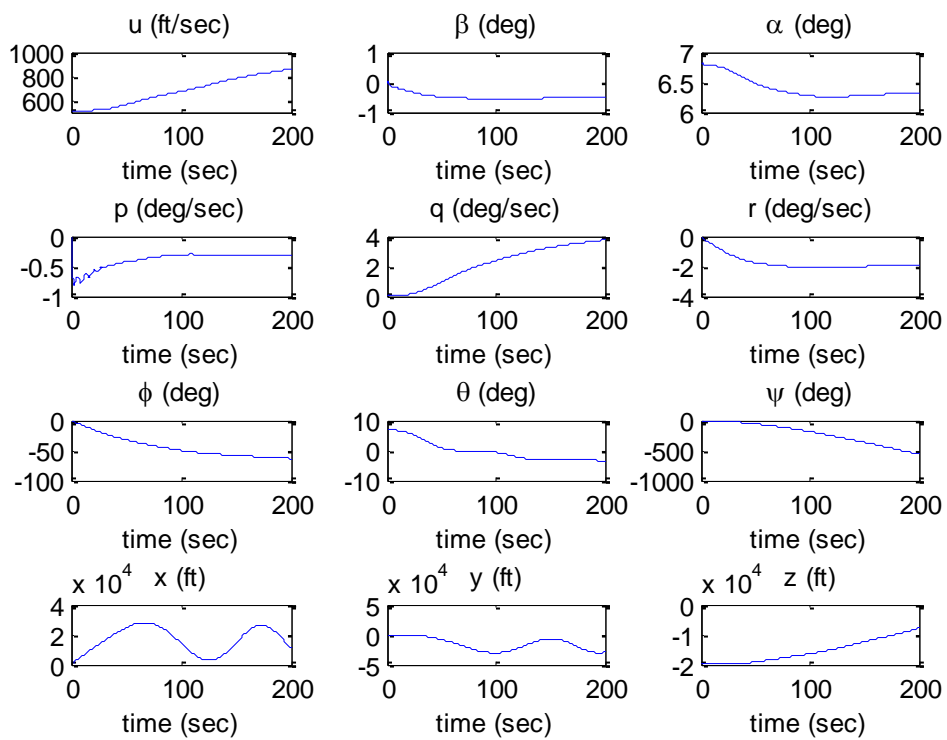 u (ft/sec) β (deg) α (deg)
1000 1 7
800 0 6.5
600 -1 6
0 100 200 0 100 200 0 100 200
time (sec) time (sec) time (sec)
p (deg/sec) q (deg/sec) r (deg/sec)
0 4 0
-0.5 2 -2
-1 0 -4
0 100 200 0 100 200 0 100 200
time (sec) time (sec) time (sec)
ϕ (deg) θ (deg) ψ (deg)
0 10 0
-50 0 -500
-100 -10 -1000
0 100 200 0 100 200 0 100 200
time (sec) time (sec) time (sec)
x 10^4 x (ft) x 10^4 y (ft) x 10^4 z (ft)
4 5 0
2 0 -1
0 -5 -2
0 100 200 0 100 200 0 100 200
time (sec) time (sec) time (sec)